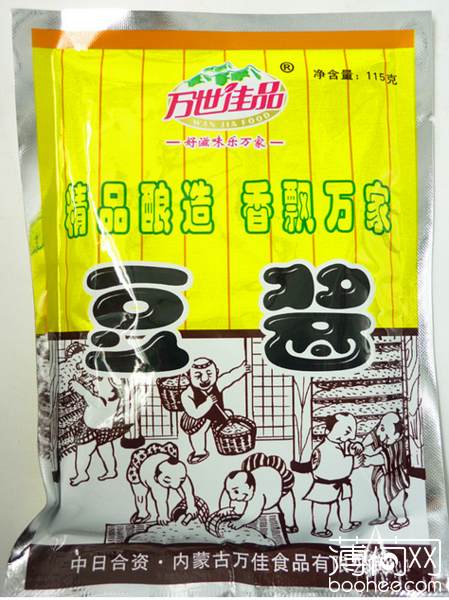 万世佳品®
WAN JIA FOOD
好滋味乐万家
净含量：115克
精品酿造 香飘万家
豆酱
中日合资·内蒙古万佳食品有限
薄荷网
boohee.com